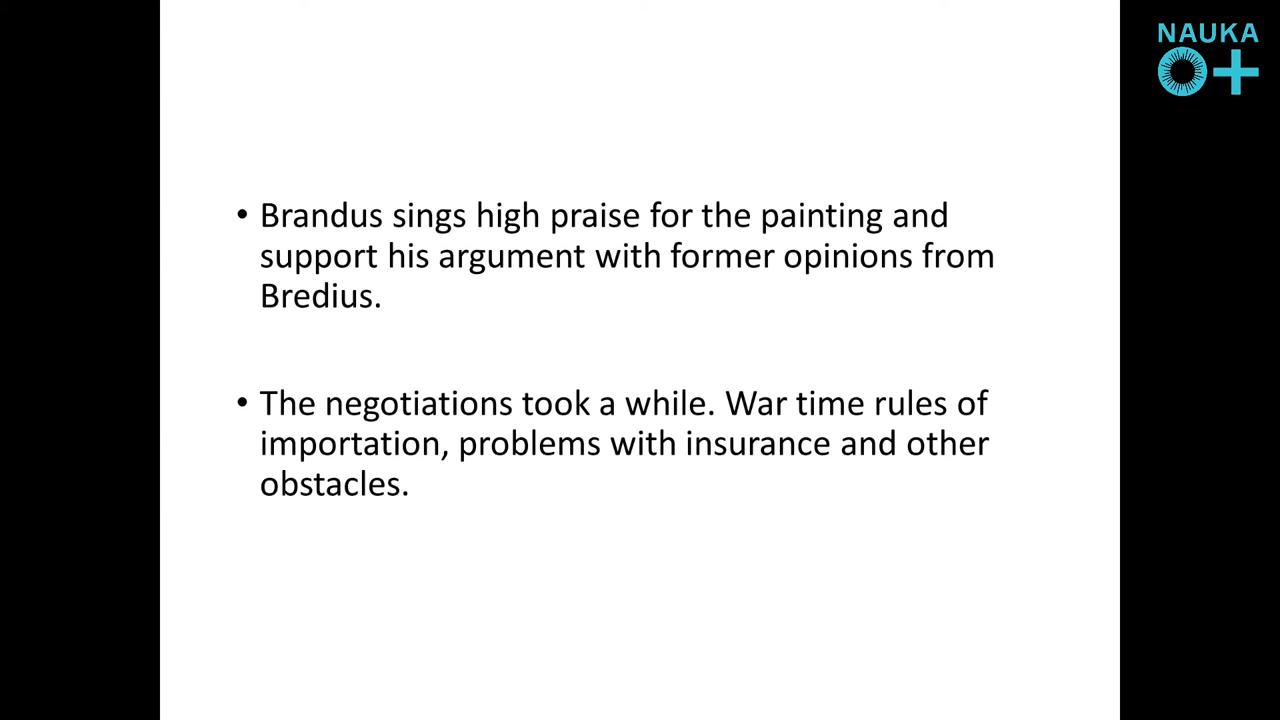 NAUKA
0+
• Brandus sings high praise for the painting and
support his argument with former opinions from
Bredius.
• The negotiations took a while. War time rules of
importation, problems with insurance and other
obstacles.